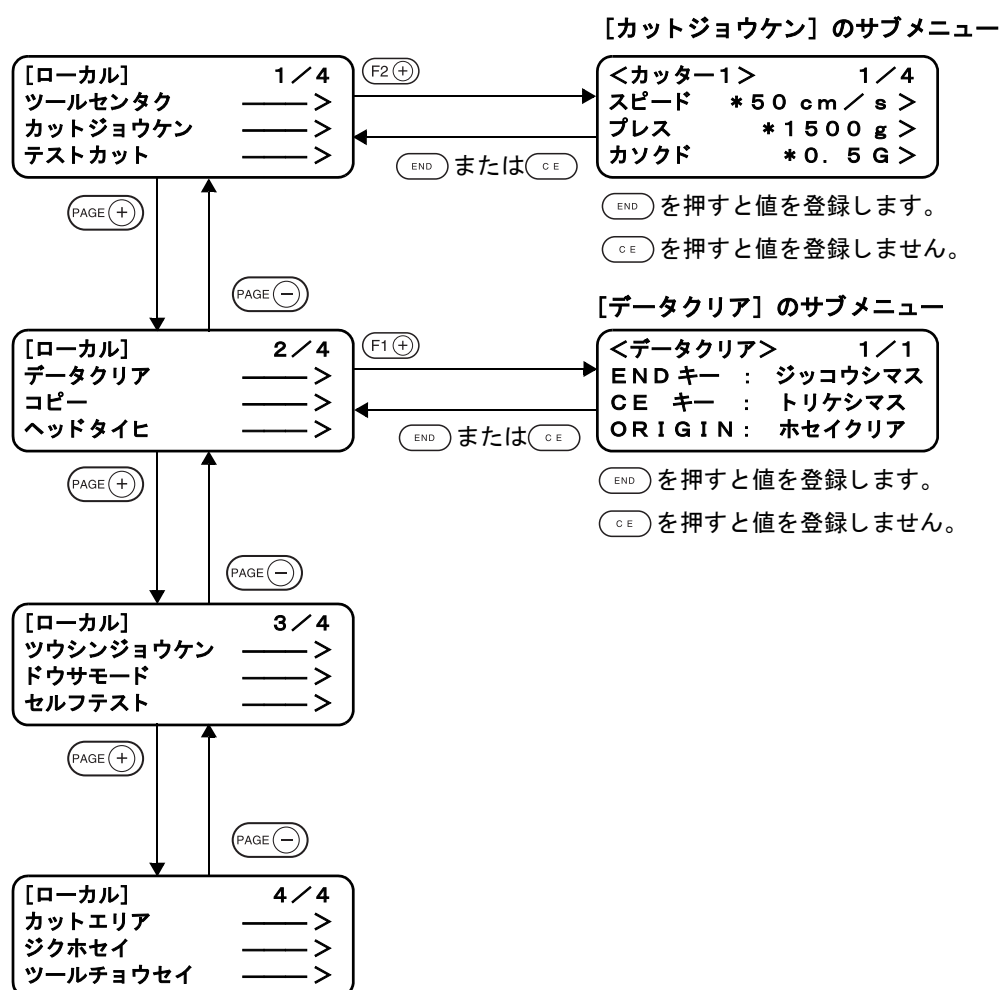 ［カットジョウケン］のサブメニュー
［ローカル］ 1／4
ツールセンタク ―――＞
カットジョウケン ―――＞
テストカット ―――＞
F2 +
END または CE
＜カッター1＞ 1／4
スピード ＊50 cm／s＞
プレス ＊1500 g＞
カソクド ＊0．5 G＞
END を押すと値を登録します。
CE を押すと値を登録しません。
PAGE +
PAGE −
［データクリア］のサブメニュー
［ローカル］ 2／4
データクリア ―――＞
コピー ―――＞
ヘッドタイヒ ―――＞
F1 +
END または CE
＜データクリア＞ 1／1
ENDキー ： ジッコウシマス
CE キー ： トリケシマス
ORIGIN： ホセイクリア
END を押すと値を登録します。
CE を押すと値を登録しません。
PAGE +
PAGE −
［ローカル］ 3／4
ツウシンジョウケン ―――＞
ドウサモード ―――＞
セルフテスト ―――＞
PAGE +
PAGE −
［ローカル］ 4／4
カットエリア ―――＞
ジクホセイ ―――＞
ツールチョウセイ ―――＞